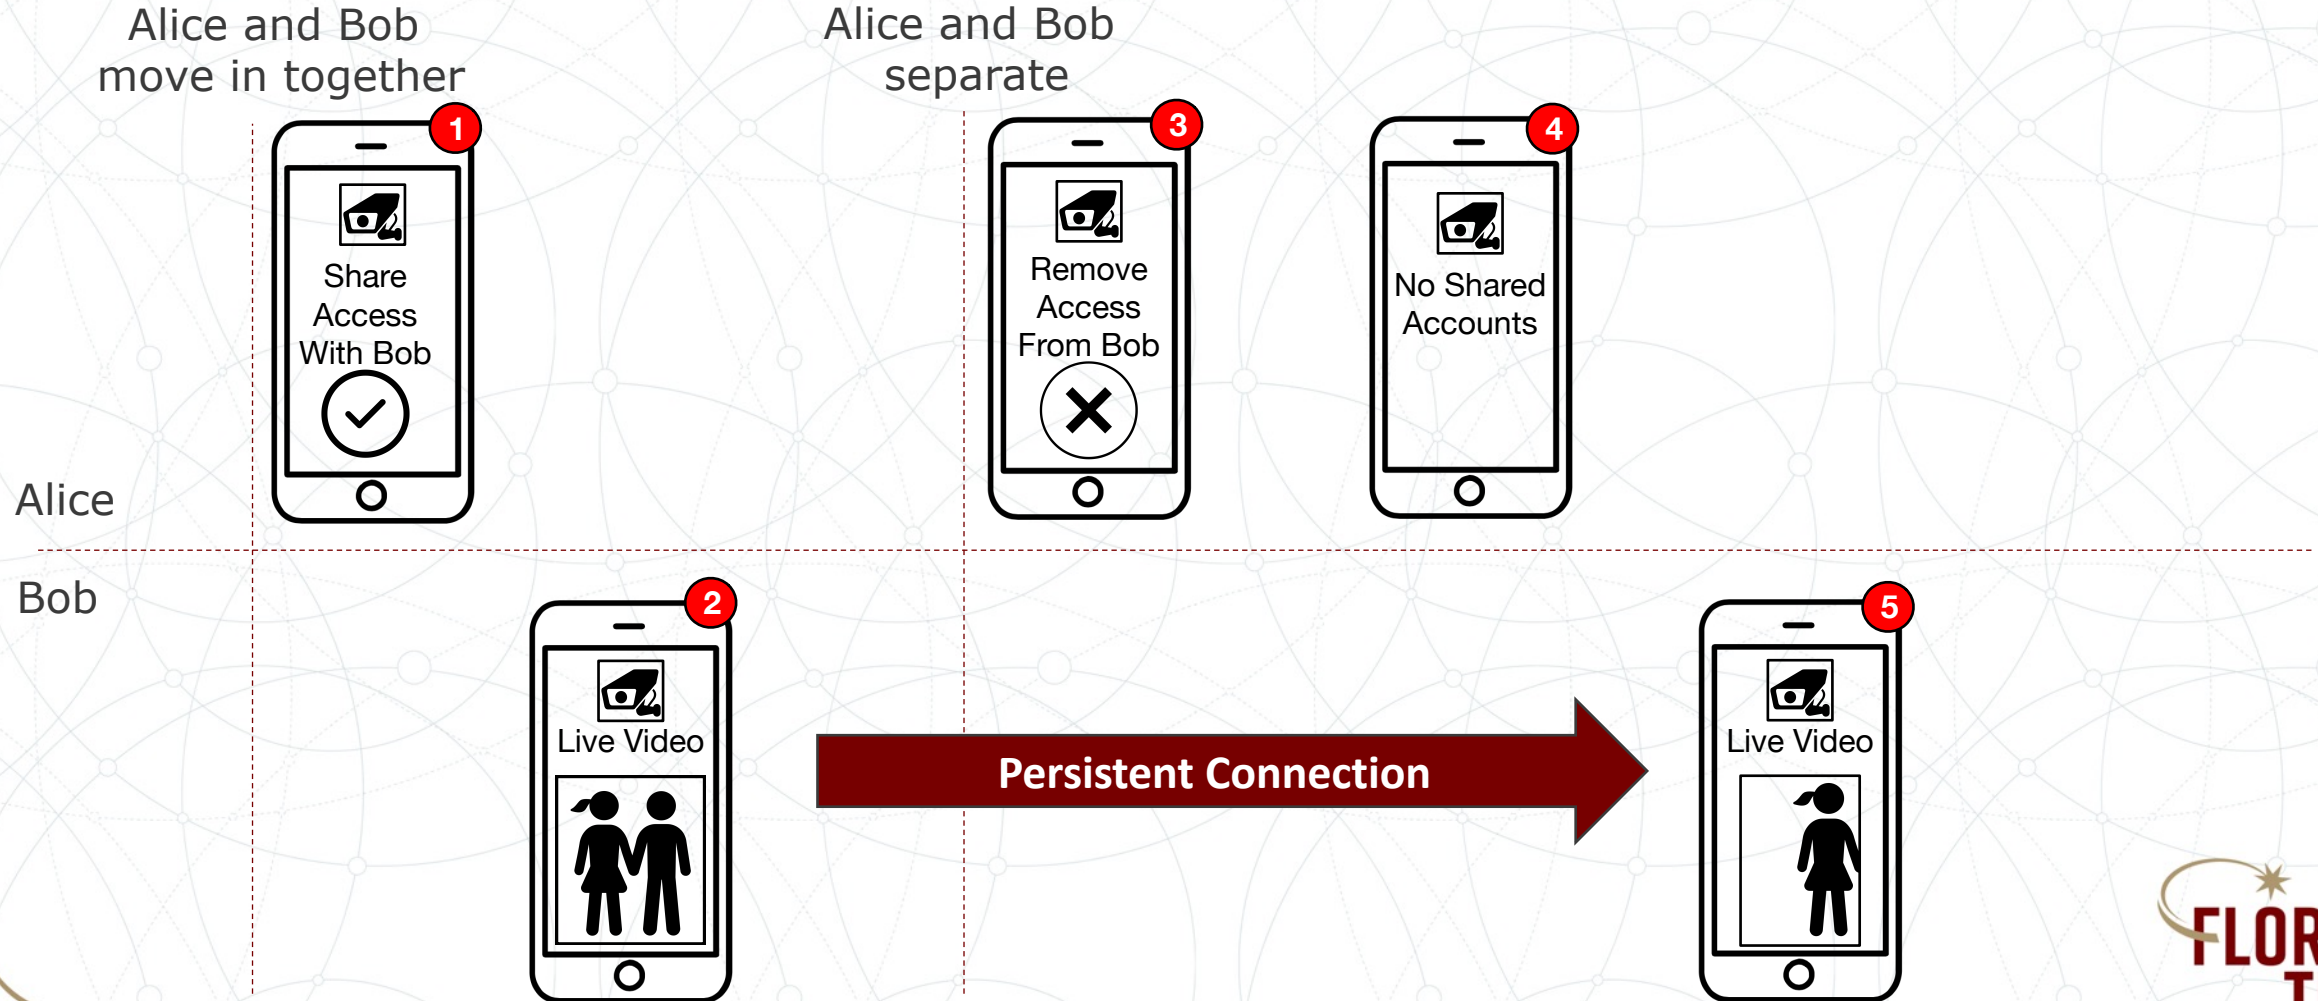 Alice and Bob
move in together
Alice and Bob
separate
1
Share
Access
With Bob
3
Remove
Access
From Bob
4
No Shared
Accounts
Alice
Bob
2
Live Video
Persistent Connection
5
Live Video
FLOR
T